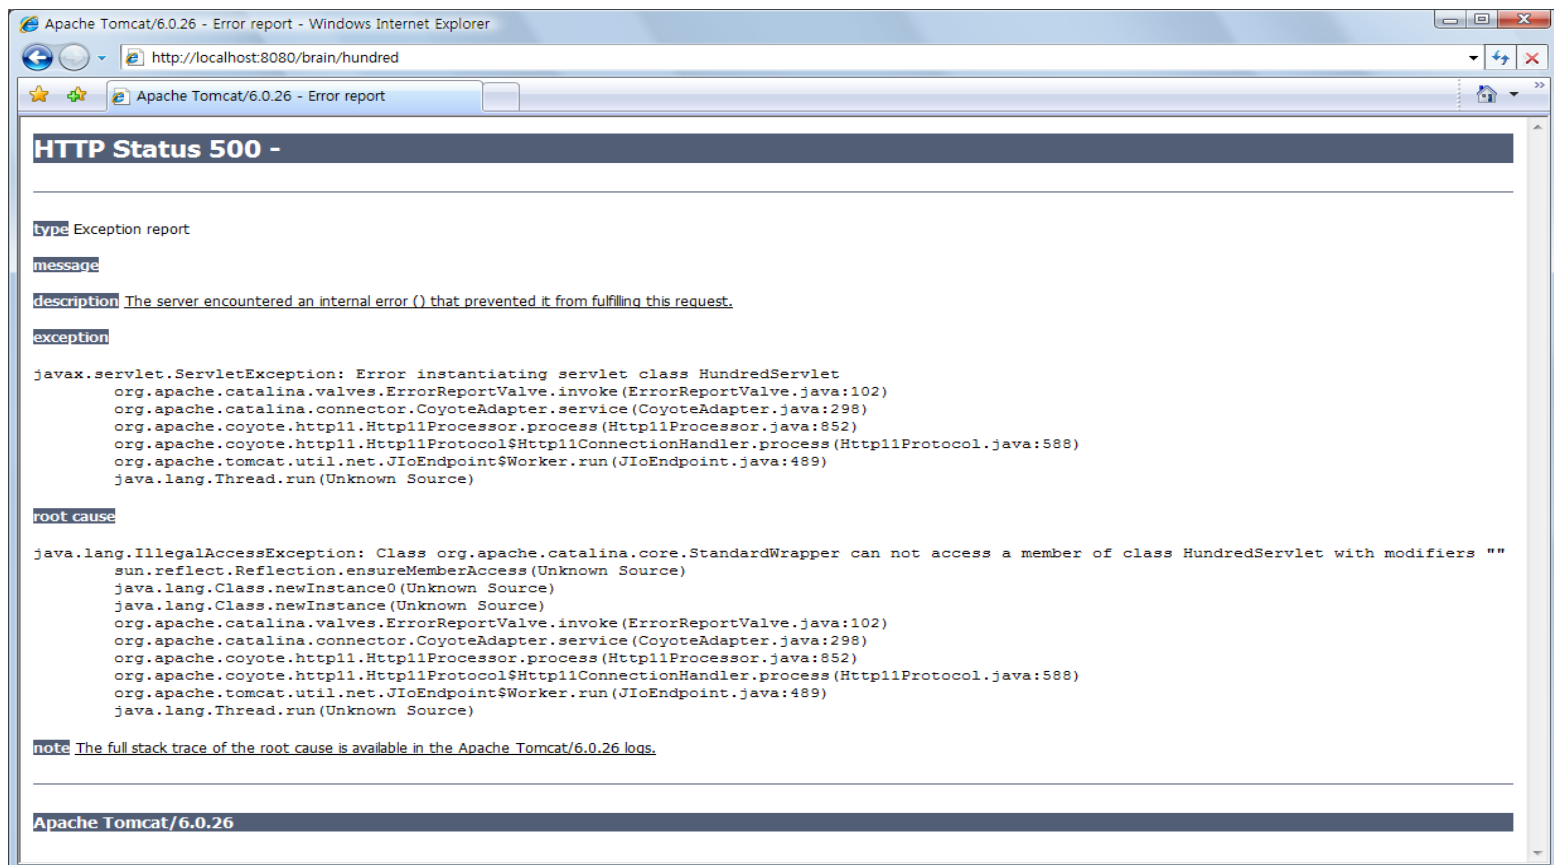 Apache Tomcat/6.0.26 - Error report - Windows Internet Explorer
http://localhost:8080/brain/hundred
Apache Tomcat/6.0.26 - Error report
HTTP Status 500 -
type Exception report
message
description The server encountered an internal error () that prevented it from fulfilling this request.
exception
javax.servlet.ServletException: Error instantiating servlet class HundredServlet
org.apache.catalina.valves.ErrorReportValve.invoke(ErrorReportValve.java:102)
org.apache.catalina.connector.CoyoteAdapter.service(CoyoteAdapter.java:298)
org.apache.coyote.http11.Http11Processor.process(Http11Processor.java:852)
org.apache.coyote.http11.Http11Protocol$Http11ConnectionHandler.process(Http11Protocol.java:588)
org.apache.tomcat.util.net.JIoEndpoint$Worker.run(JIoEndpoint.java:489)
java.lang.Thread.run(Unknown Source)
root cause
java.lang.IllegalAccessException: Class org.apache.catalina.core.StandardWrapper can not access a member of class HundredServlet with modifiers ""
sun.reflect.Reflection.ensureMemberAccess(Unknown Source)
java.lang.Class.newInstance0(Unknown Source)
java.lang.Class.newInstance(Unknown Source)
org.apache.catalina.valves.ErrorReportValve.invoke(ErrorReportValve.java:102)
org.apache.catalina.connector.CoyoteAdapter.service(CoyoteAdapter.java:298)
org.apache.coyote.http11.Http11Processor.process(Http11Processor.java:852)
org.apache.coyote.http11.Http11Protocol$Http11ConnectionHandler.process(Http11Protocol.java:588)
org.apache.tomcat.util.net.JIoEndpoint$Worker.run(JIoEndpoint.java:489)
java.lang.Thread.run(Unknown Source)
note The full stack trace of the root cause is available in the Apache Tomcat/6.0.26 logs.
Apache Tomcat/6.0.26